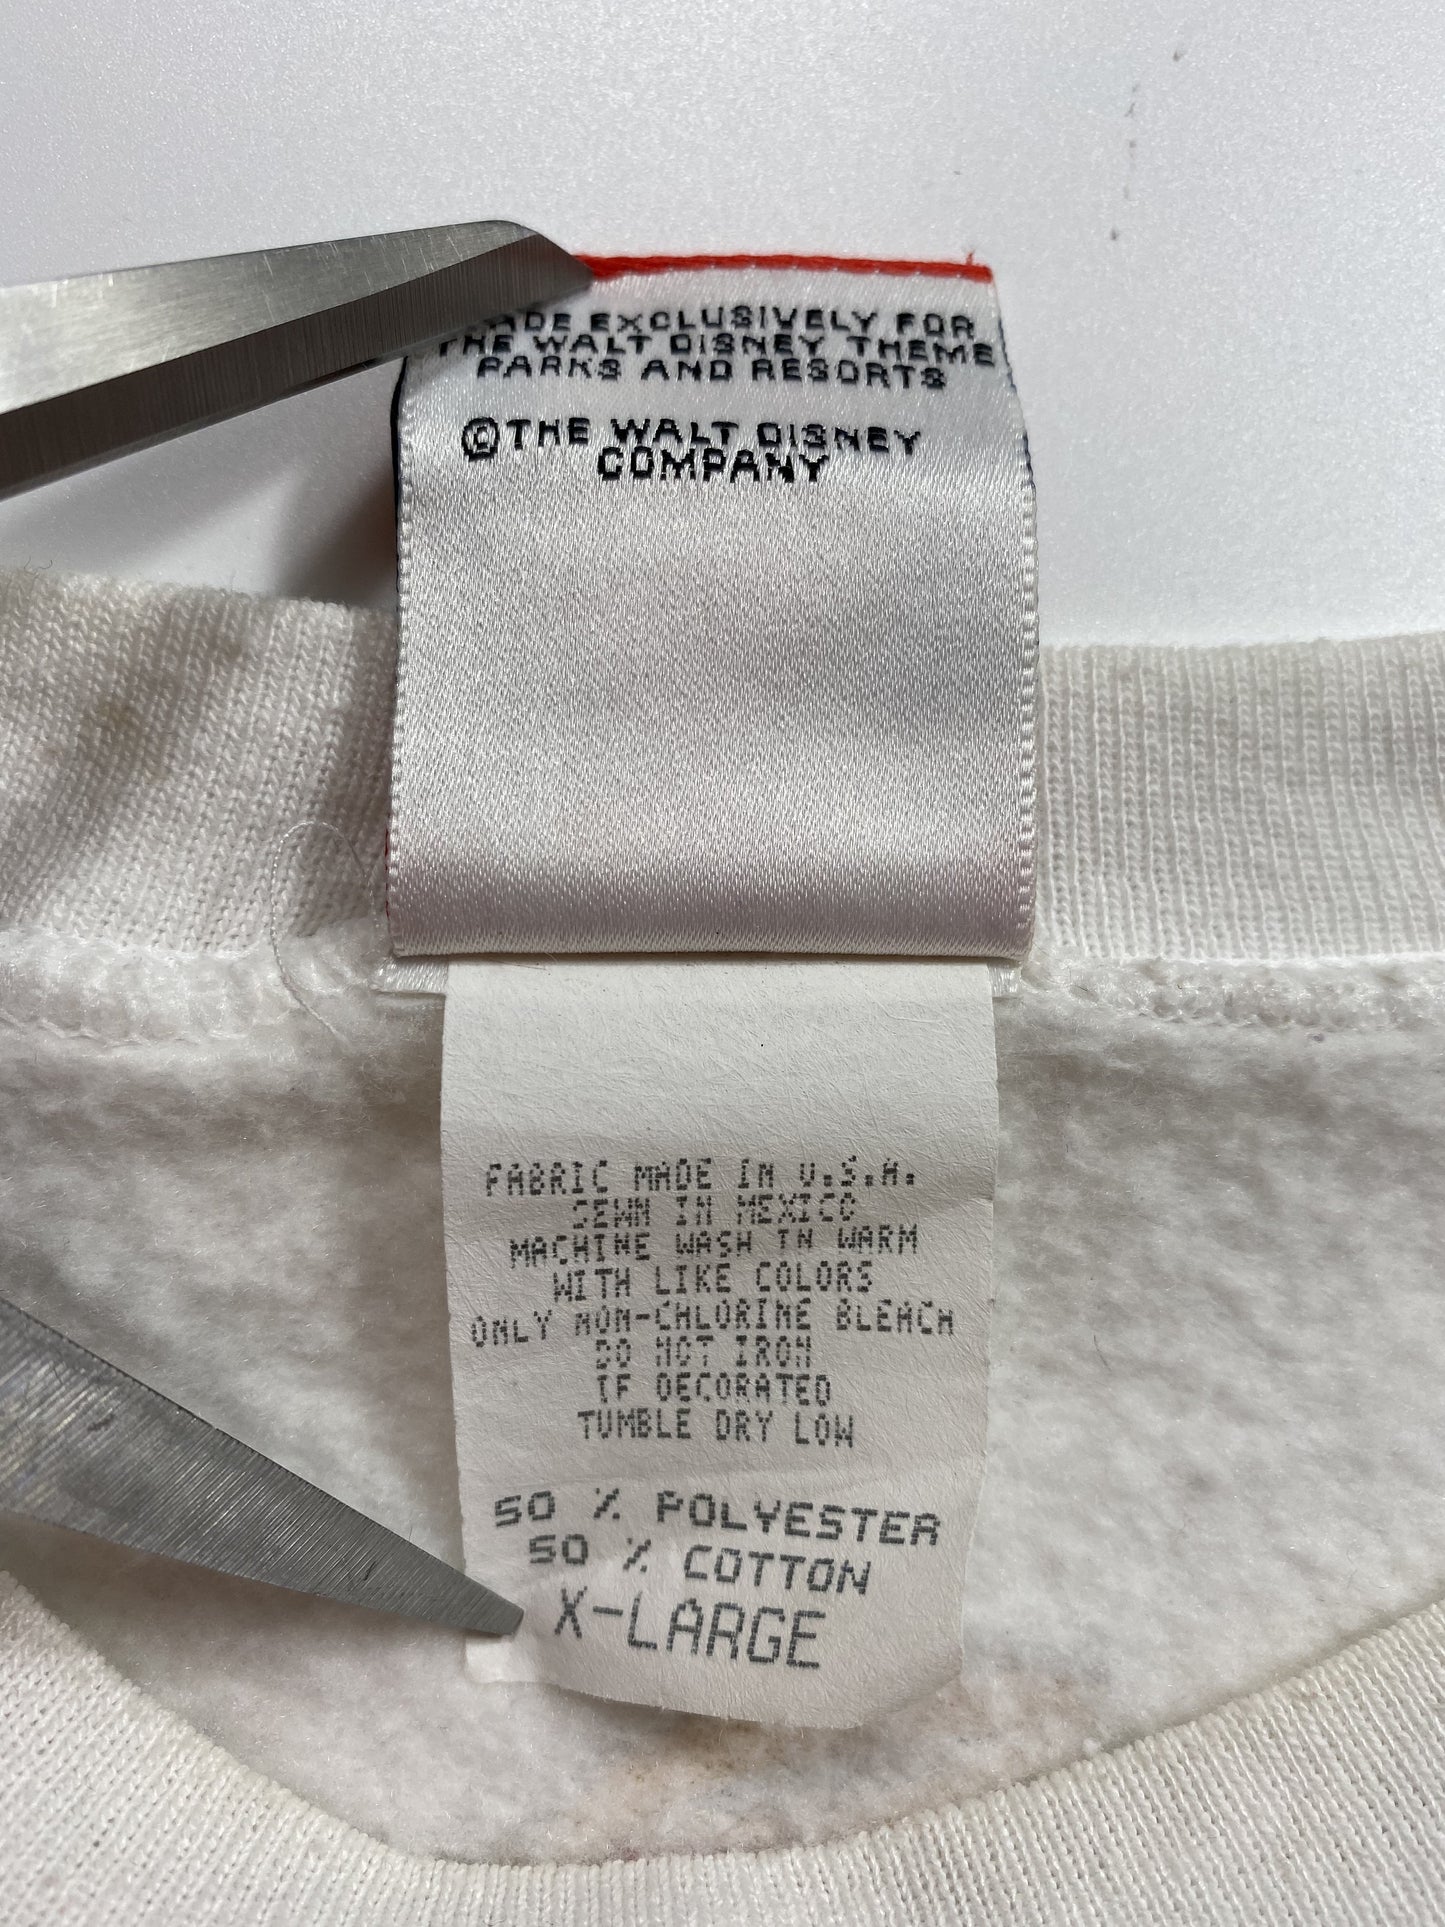 MADE EXCLUSIVELY FOR
THE WALT DISNEY THEME
PARKS AND RESORTS
©THE WALT DISNEY
COMPANY
FABRIC MADE IN U.S.A.
SEWN IN MEXICO
MACHINE WASH IN WARM
WITH LIKE COLORS
ONLY NON-CHLORINE BLEACH
DO NOT IRON
IF DECORATED
TUMBLE DRY LOW
50 % POLYESTER
50 % COTTON
X-LARGE